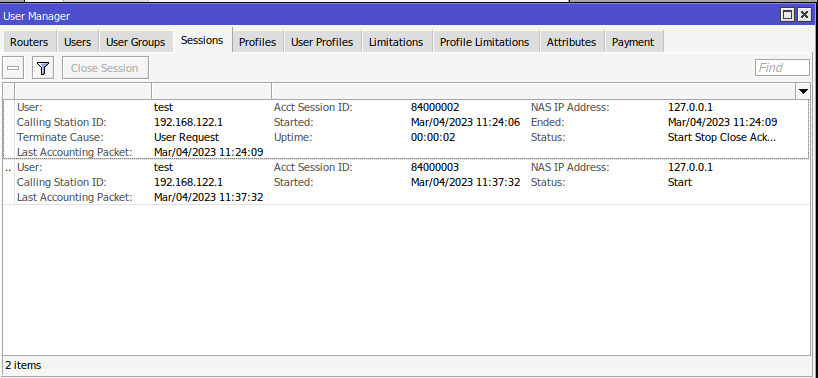 User Manager
Routers Users User Groups Sessions Profiles User Profiles Limitations Profile Limitations Attributes Payment
Close Session Find
User: test Acct Session ID: 84000002 NAS IP Address: 127.0.0.1
Calling Station ID: 192.168.122.1 Started: Mar/04/2023 11:24:06 Ended: Mar/04/2023 11:24:09
Terminate Cause: User Request Uptime: 00:00:02 Status: Start Stop Close Ack...
Last Accounting Packet: Mar/04/2023 11:24:09
.. User: test Acct Session ID: 84000003 NAS IP Address: 127.0.0.1
Calling Station ID: 192.168.122.1 Started: Mar/04/2023 11:37:32 Status: Start
Last Accounting Packet: Mar/04/2023 11:37:32
2 items